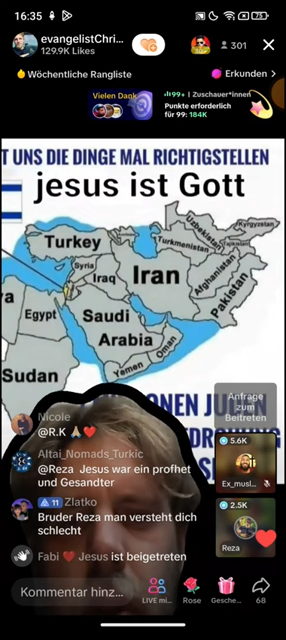 16:35
75
evangelistChri...
129.9K Likes
301
Wöchentliche Rangliste
Erkunden >
Vielen Dank
99+ | Zuschauer*innen
Punkte erforderlich
für 99: 184K
T UNS DIE DINGE MAL RICHTIGSTELLEN
jesus ist Gott
Uzbekistan
Kyrgyzstan
Turkmenistan
Tajikistan
Turkey
Syria
Iraq
Iran
Afghanistan
Pakistan
Egypt
Saudi
Arabia
Oman
Yemen
Sudan
ONEN JUDEN
Anfrage
zum
Beitreten
Nicole
@R.K 🙏❤️
Altai_Nomads_Turkic
@Reza Jesus war ein profhet
und Gesandter
11 Zlatko
Bruder Reza man versteht dich
schlecht
Fabi ❤️ Jesus ist beigetreten
5.6K
Ex_musl...
2.5K
Reza
Kommentar hinz...
LIVE mi...
Rose
Gesche...
68